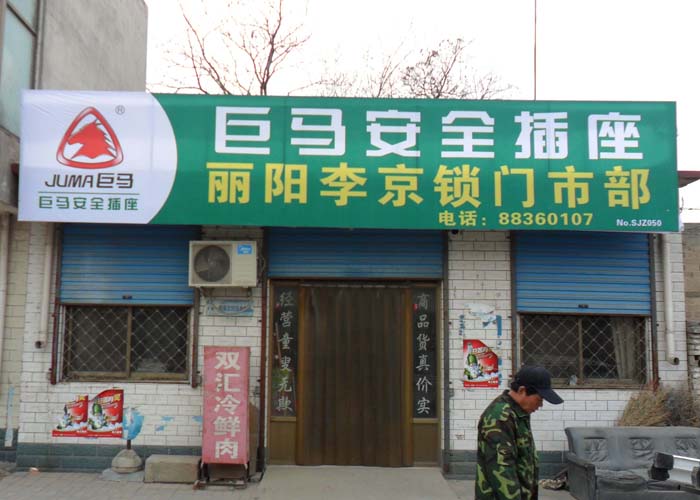 巨马安全插座
丽阳李京锁门市部
电话：88360107
No.SJZ050
®
JUMA巨马
巨马安全插座
经营童叟无欺
商品货真价实
双汇冷鲜肉